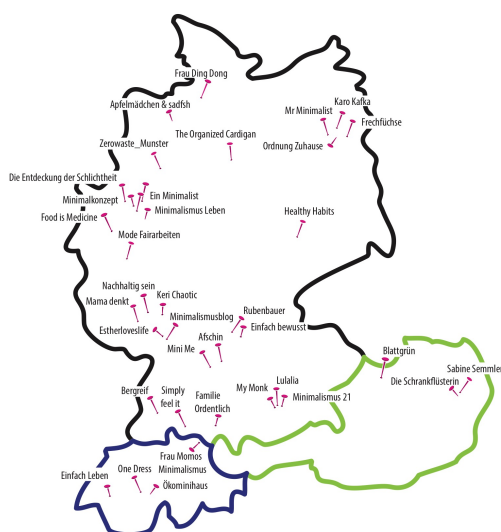 Frau Ding Dong
Apfelmädchen & sadfsh
Karo Kafka
Mr Minimalist
Frechfüchse
The Organized Cardigan
Zerowaste_Munster
Ordnung Zuhause
Die Entdeckung der Schlichtheit
Minimalkonzept
Ein Minimalist
Food is Medicine
Minimalismus Leben
Healthy Habits
Mode Fairarbeiten
Nachhaltig sein
Keri Chaotic
Mama denkt
Rubenbauer
Minimalismusblog
Estherloveslife
Einfach bewusst
Afschin
Mini Me
Blattgrün
Sabine Semmler
Die Schrankflüsterin
Lulalia
My Monk
Minimalismus 21
Bergreif
Simply
feel it
Familie
Ordentlich
Frau Momos
Minimalismus
One Dress
Einfach Leben
Ökominihaus